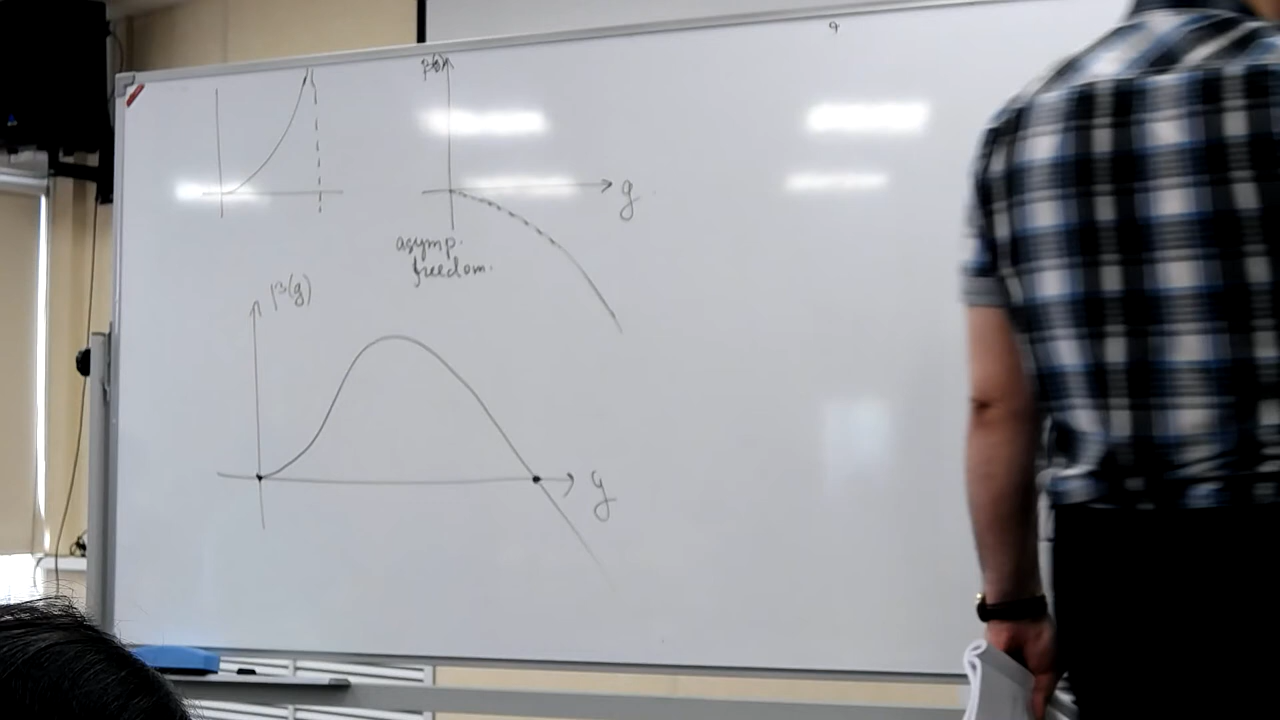 β(g)
g
asymp.
freedom.
β(g)
g